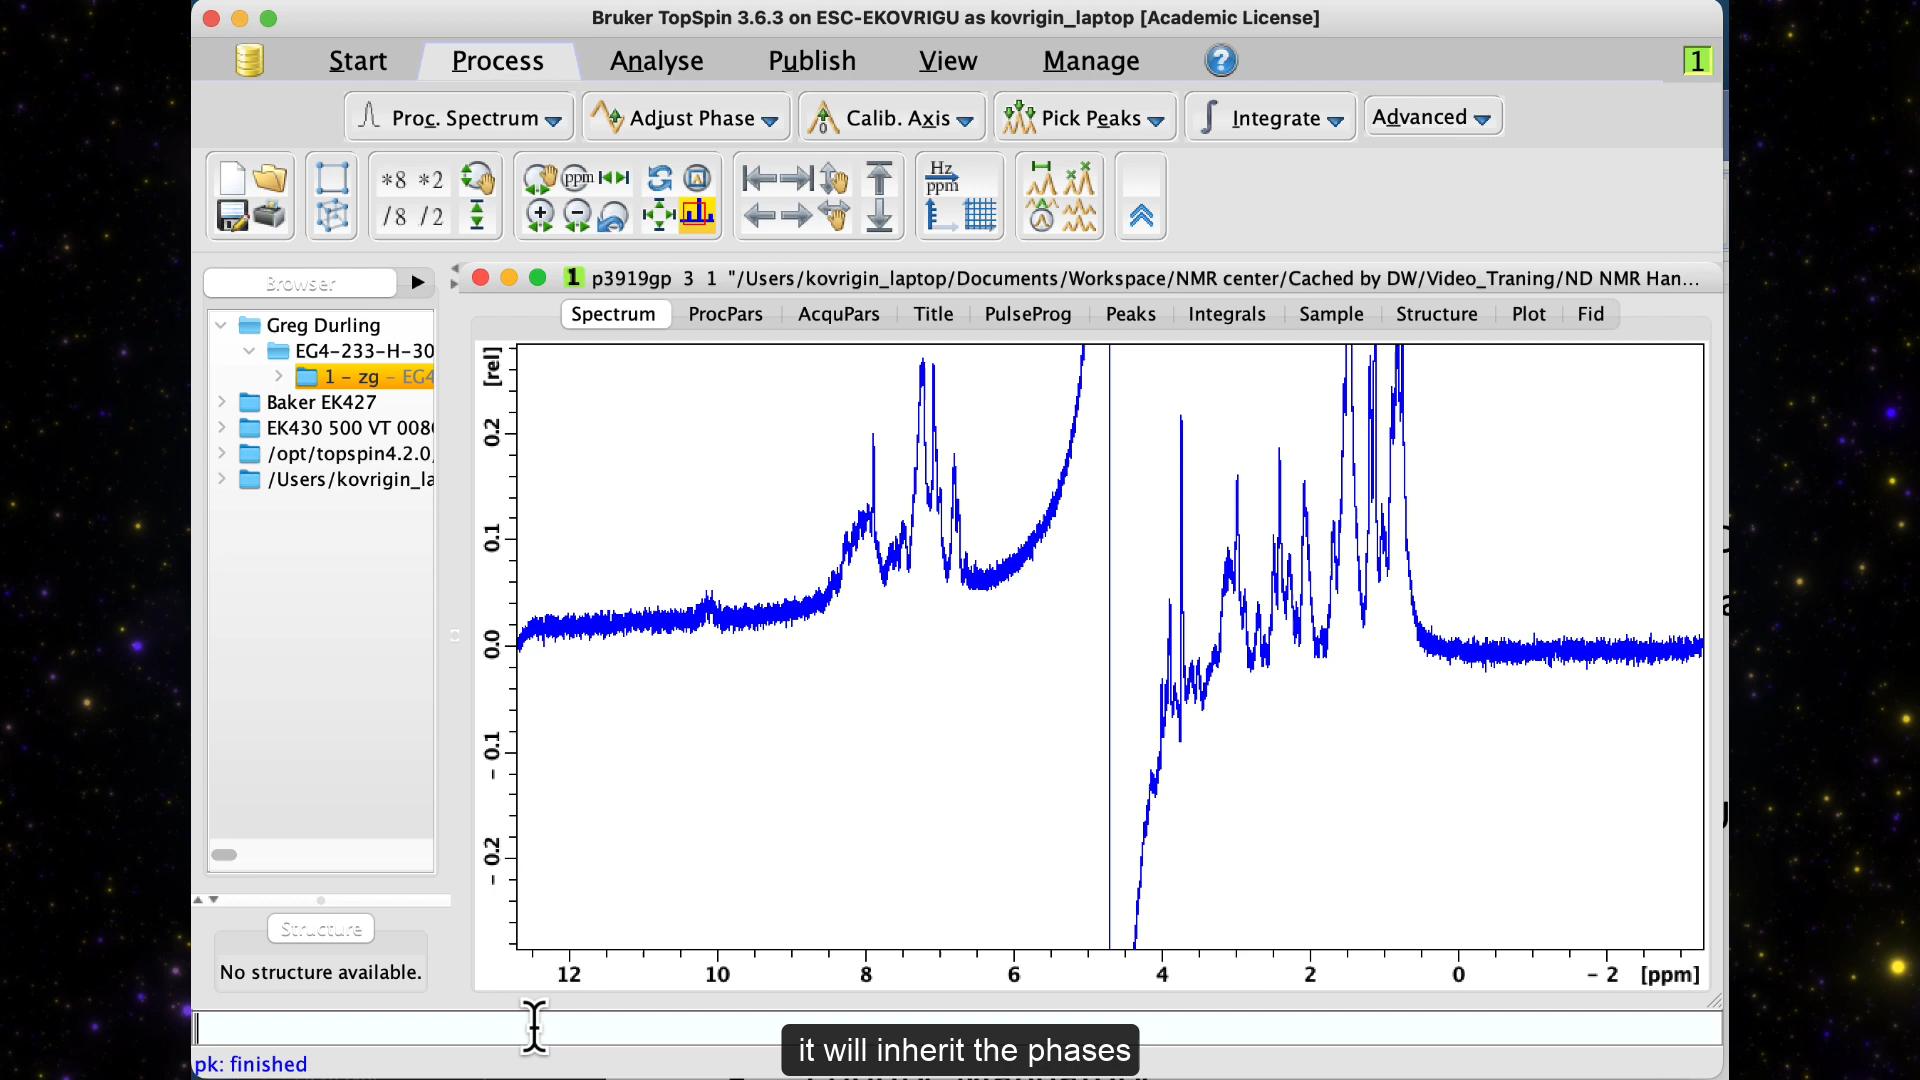 Bruker TopSpin 3.6.3 on ESC-EKOVRIGU as kovrigin_laptop [Academic License]
Start Process Analyse Publish View Manage ? 1
Proc. Spectrum Adjust Phase Calib. Axis Pick Peaks Integrate Advanced
*8 *2 ppm Hz ppm
/8 /2
Browser
1 p3919gp 3 1 "/Users/kovrigin_laptop/Documents/Workspace/NMR center/Cached by DW/Video_Traning/ND NMR Han...
Spectrum ProcPars AcquPars Title PulseProg Peaks Integrals Sample Structure Plot Fid
Greg Durling
EG4-233-H-30
1 - zg - EG4
Baker EK427
EK430 500 VT 008
/opt/topspin4.2.0
/Users/kovrigin_la
[rel]
0.2
0.1
0.0
- 0.1
- 0.2
12 10 8 6 4 2 0 - 2 [ppm]
Structure
No structure available.
it will inherit the phases
pk: finished